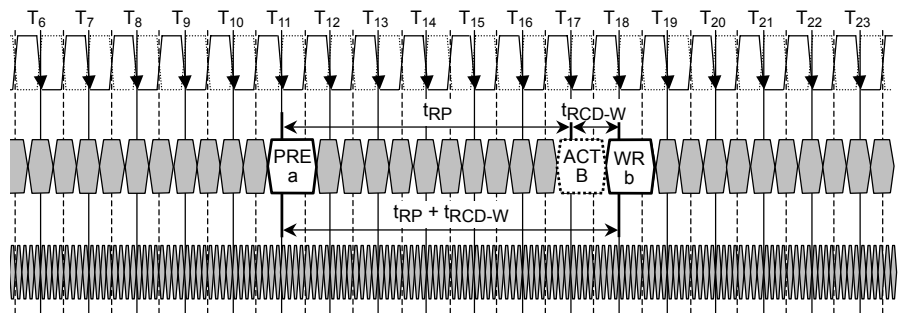 T6 T7 T8 T9 T10 T11 T12 T13 T14 T15 T16 T17 T18 T19 T20 T21 T22 T23
tRP tRCD-W
PRE ACT WR
a B b
tRP + tRCD-W